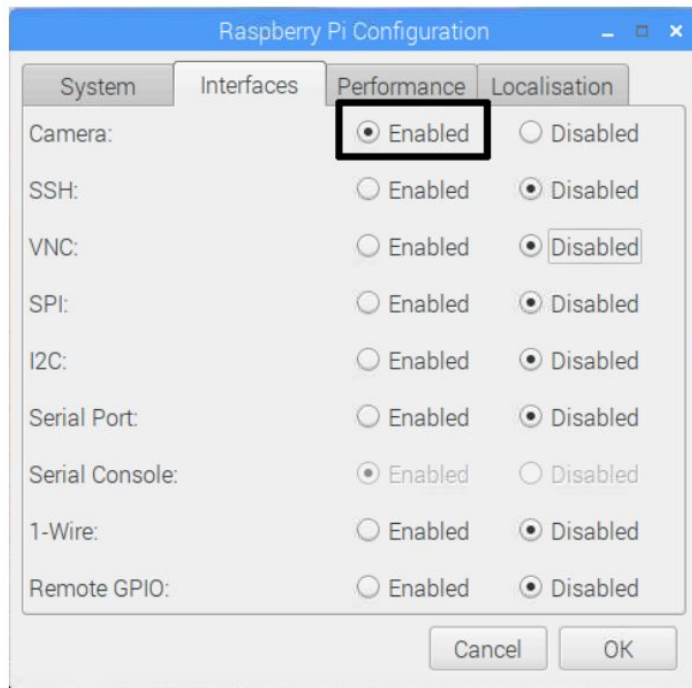 Raspberry Pi Configuration
System Interfaces Performance Localisation
Camera: Enabled Disabled
SSH: Enabled Disabled
VNC: Enabled Disabled
SPI: Enabled Disabled
I2C: Enabled Disabled
Serial Port: Enabled Disabled
Serial Console: Enabled Disabled
1-Wire: Enabled Disabled
Remote GPIO: Enabled Disabled
Cancel OK